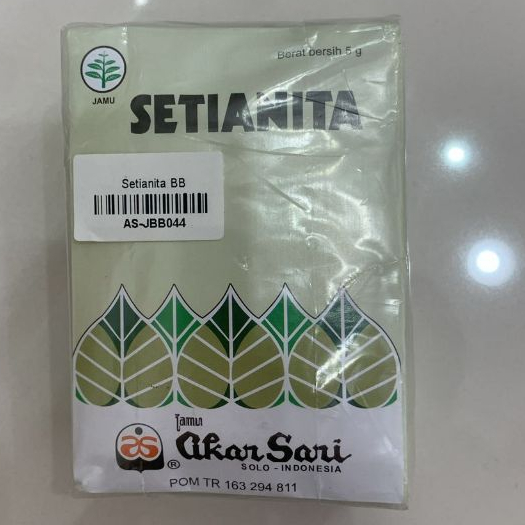 Berat bersih 5 g
JAMU
SETIANITA
Setianita BB
AS-JBB044
Jamu
Akar Sari
SOLO - INDONESIA
®
POM TR 163 294 811